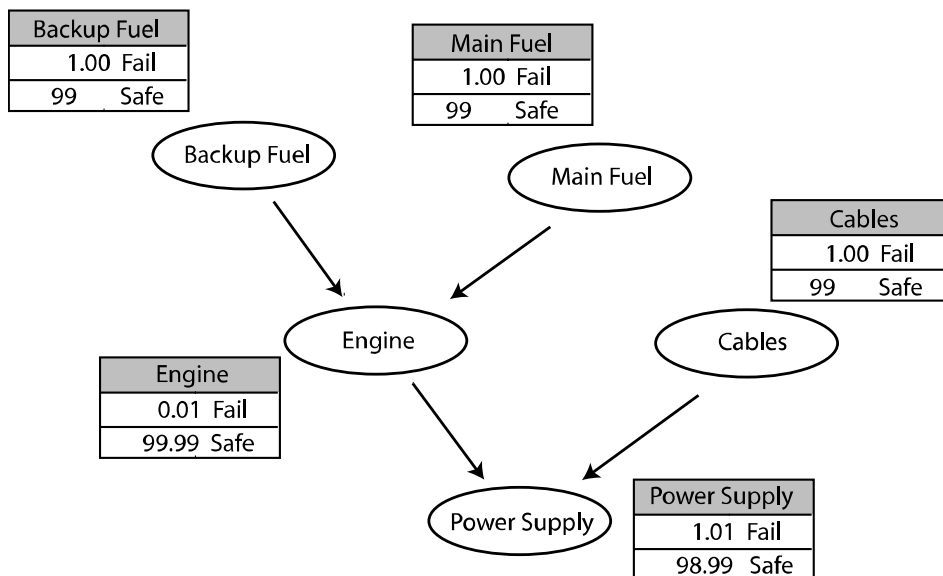 Backup Fuel
1.00 Fail
99 Safe
Main Fuel
1.00 Fail
99 Safe
Backup Fuel
Main Fuel
Cables
1.00 Fail
99 Safe
Engine
Cables
Engine
0.01 Fail
99.99 Safe
Power Supply
Power Supply
1.01 Fail
98.99 Safe